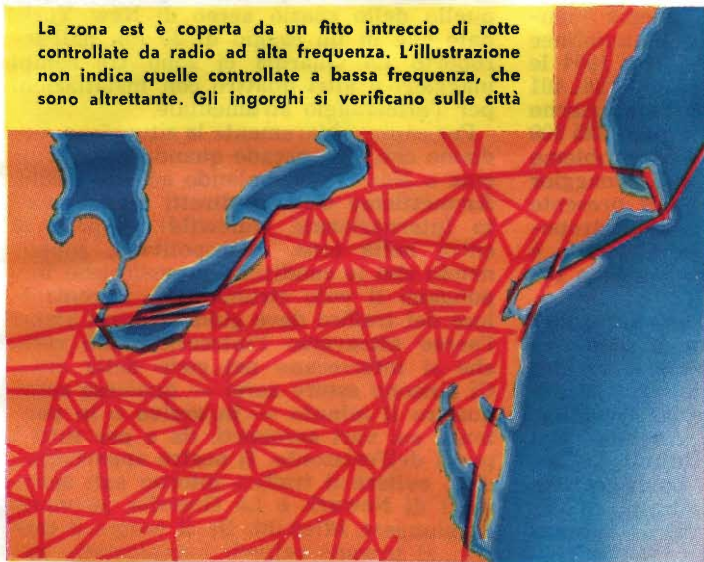 La zona est è coperta da un fitto intreccio di rotte
controllate da radio ad alta frequenza. L'illustrazione
non indica quelle controllate a bassa frequenza, che
sono altrettante. Gli ingorghi si verificano sulle città